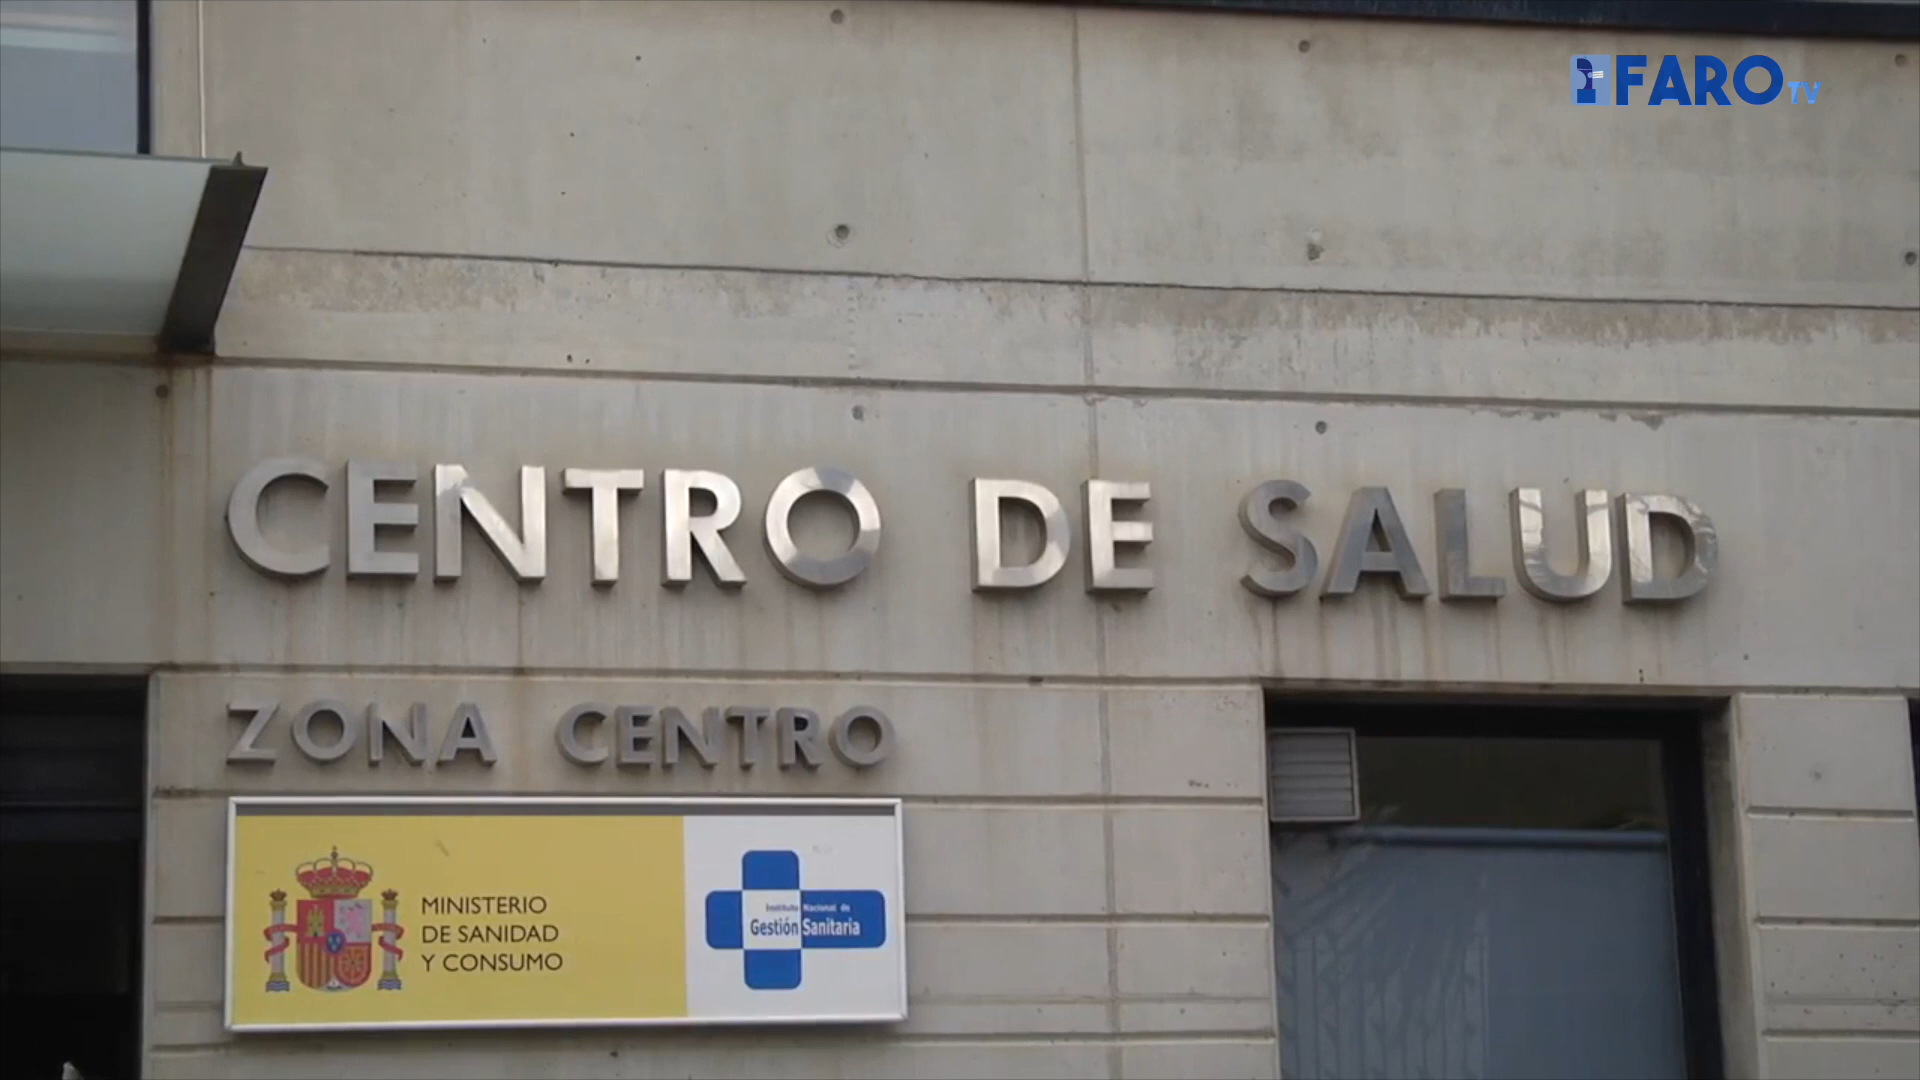 FARO TV
CENTRO DE SALUD
ZONA CENTRO
MINISTERIO
DE SANIDAD
Y CONSUMO
Instituto Nacional de
Gestión Sanitaria